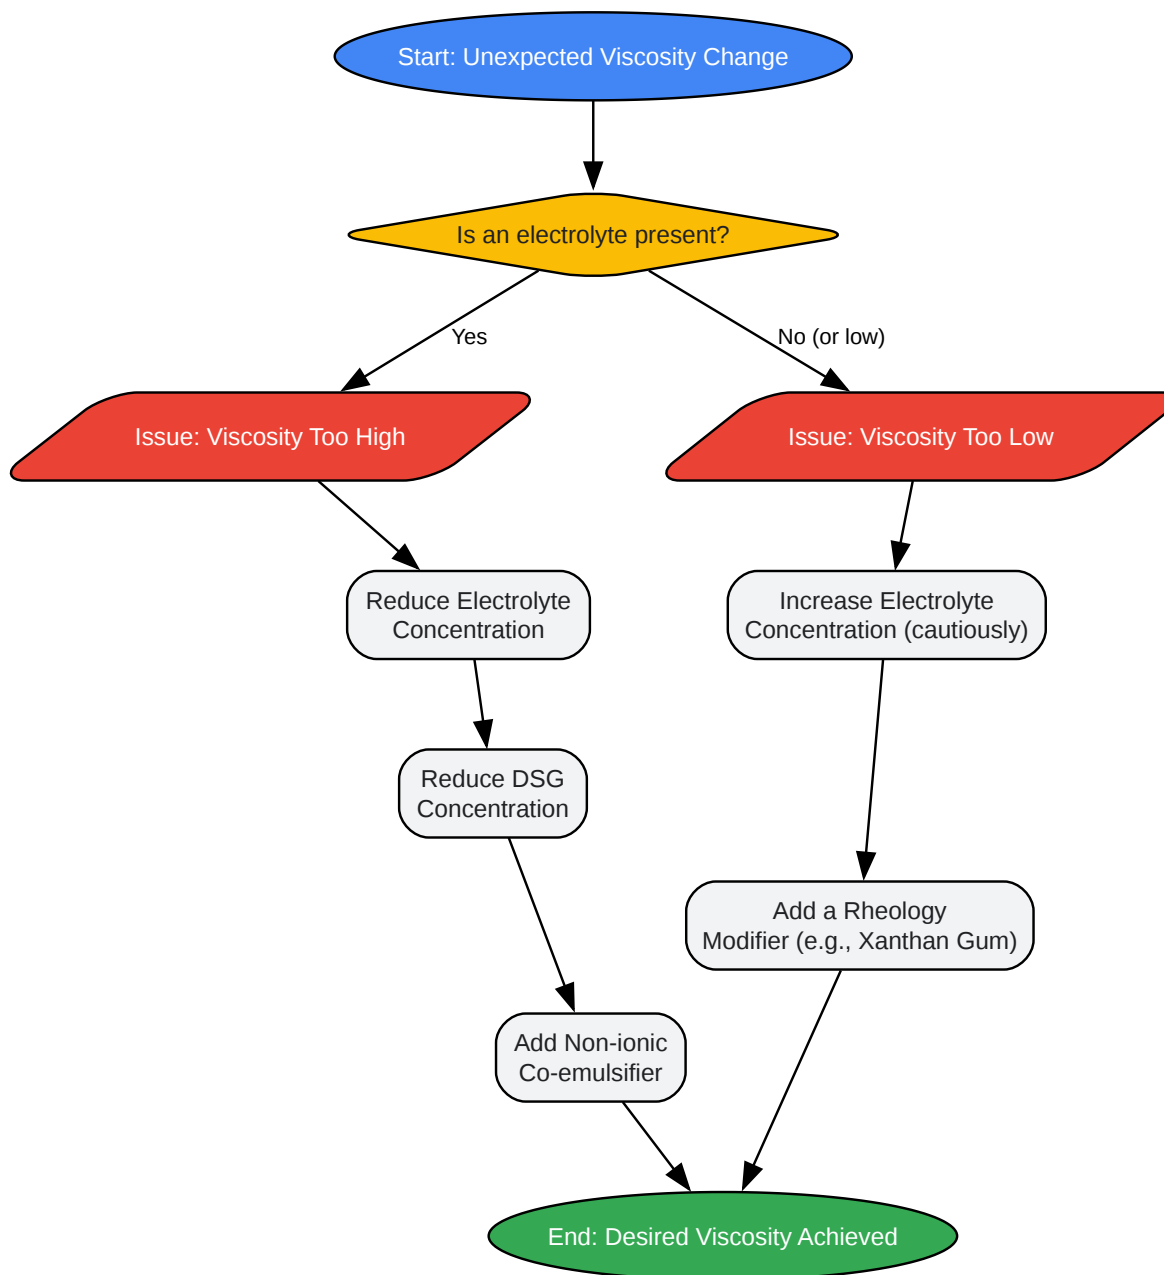 Start: Unexpected Viscosity Change
Is an electrolyte present?
Yes
No (or low)
Issue: Viscosity Too High
Issue: Viscosity Too Low
Reduce Electrolyte
Concentration
Increase Electrolyte
Concentration (cautiously)
Reduce DSG
Concentration
Add a Rheology
Modifier (e.g., Xanthan Gum)
Add Non-ionic
Co-emulsifier
End: Desired Viscosity Achieved